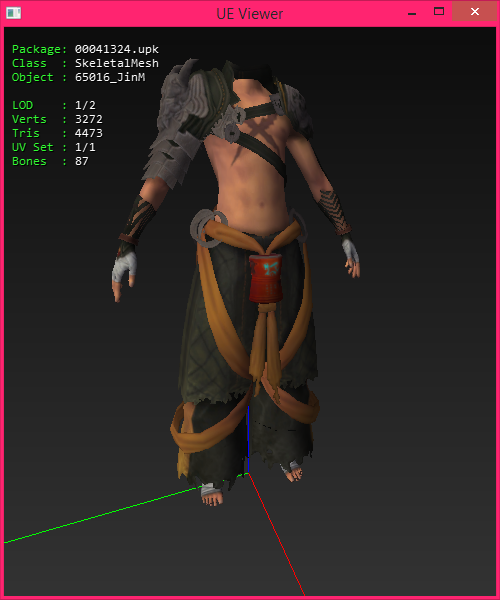 UE Viewer
Package: 00041324.upk
Class  : SkeletalMesh
Object : 65016_JinM
LOD    : 1/2
Verts  : 3272
Tris   : 4473
UV Set : 1/1
Bones  : 87